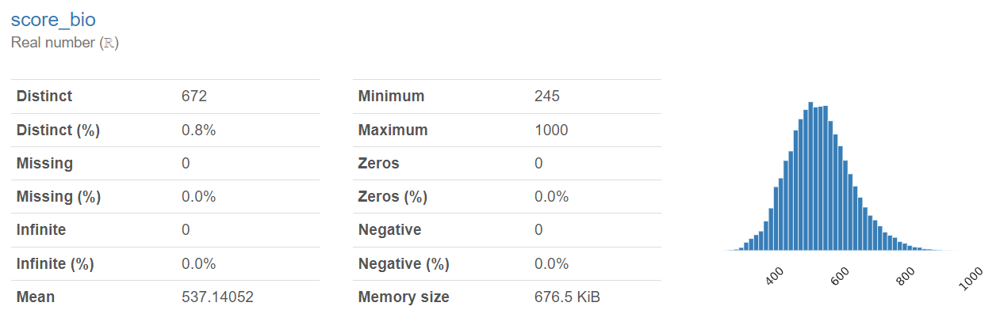 score_bio
Real number (ℝ)
Distinct 672
Distinct (%) 0.8%
Missing 0
Missing (%) 0.0%
Infinite 0
Infinite (%) 0.0%
Mean 537.14052
Minimum 245
Maximum 1000
Zeros 0
Zeros (%) 0.0%
Negative 0
Negative (%) 0.0%
Memory size 676.5 KiB
400
600
800
1000